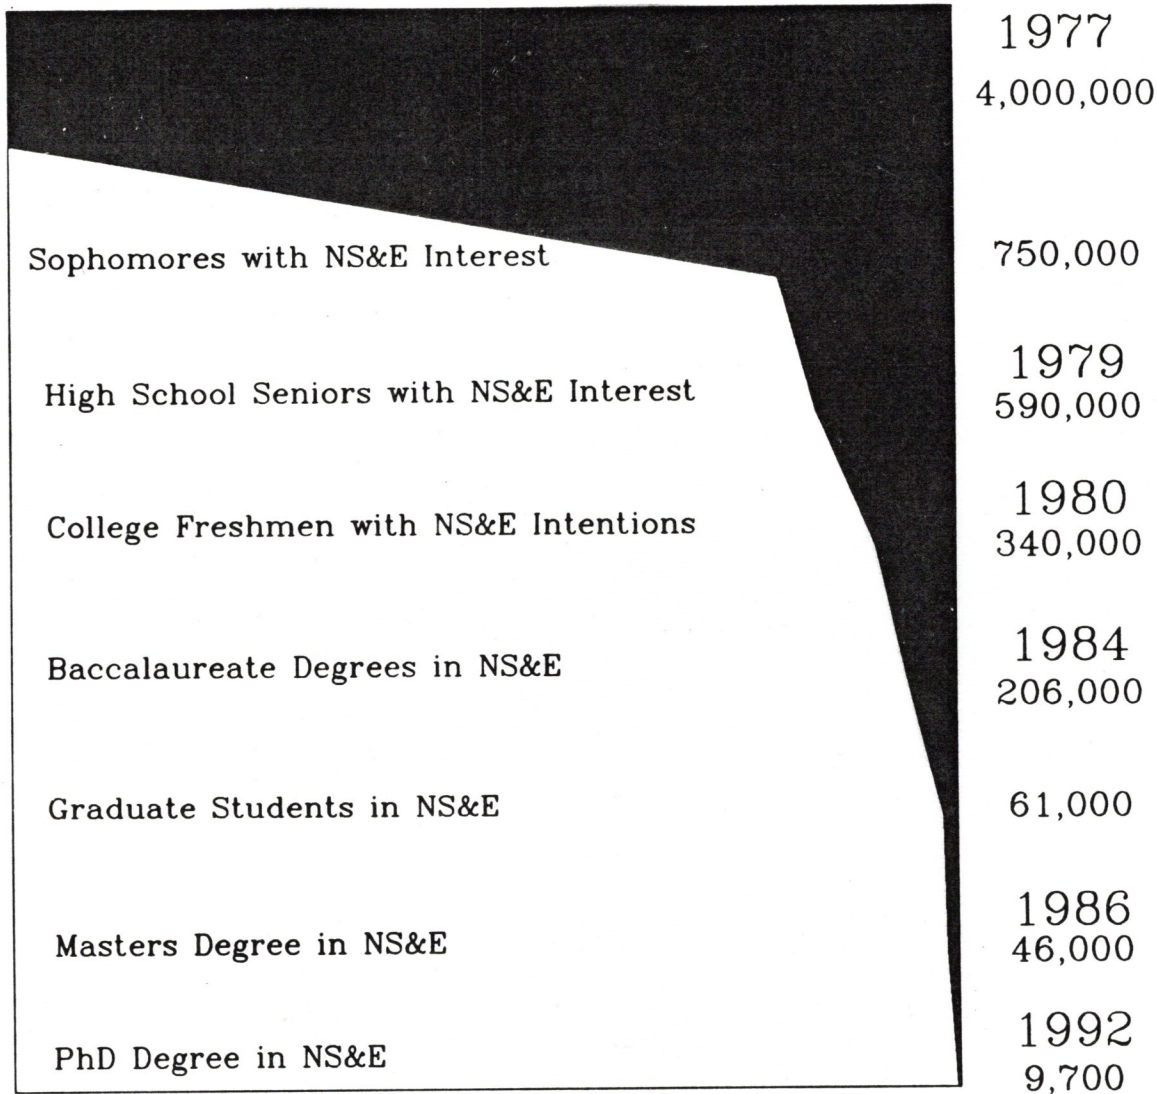 1977
4,000,000
Sophomores with NS&E Interest 750,000
1979
High School Seniors with NS&E Interest 590,000
1980
College Freshmen with NS&E Intentions 340,000
1984
Baccalaureate Degrees in NS&E 206,000
Graduate Students in NS&E 61,000
1986
Masters Degree in NS&E 46,000
1992
PhD Degree in NS&E 9,700